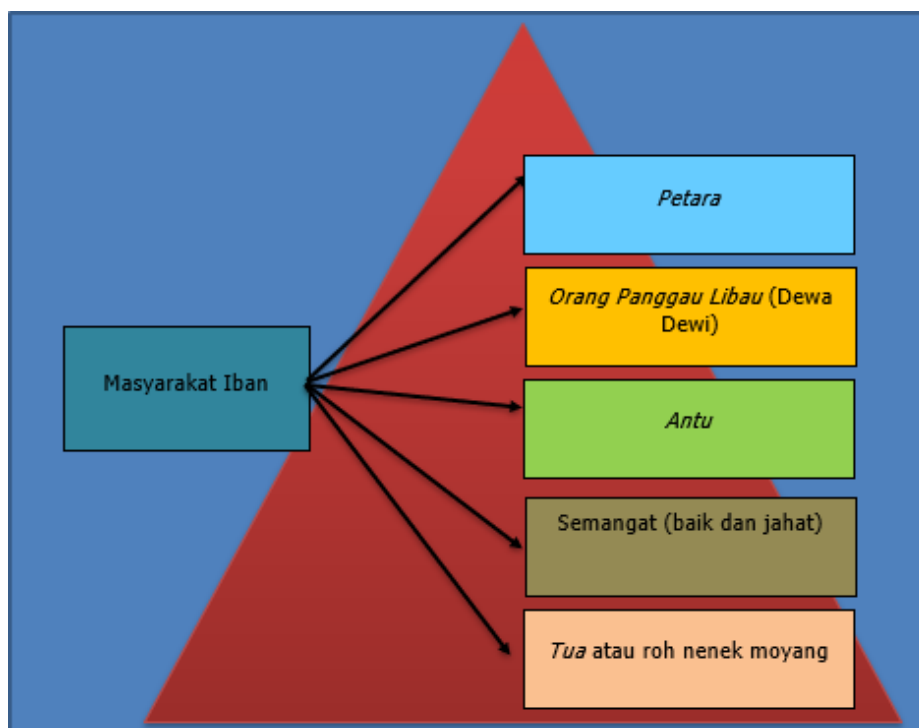 Masyarakat Iban
Petara
Orang Panggau Libau (Dewa
Dewi)
Antu
Semangat (baik dan jahat)
Tua atau roh nenek moyang